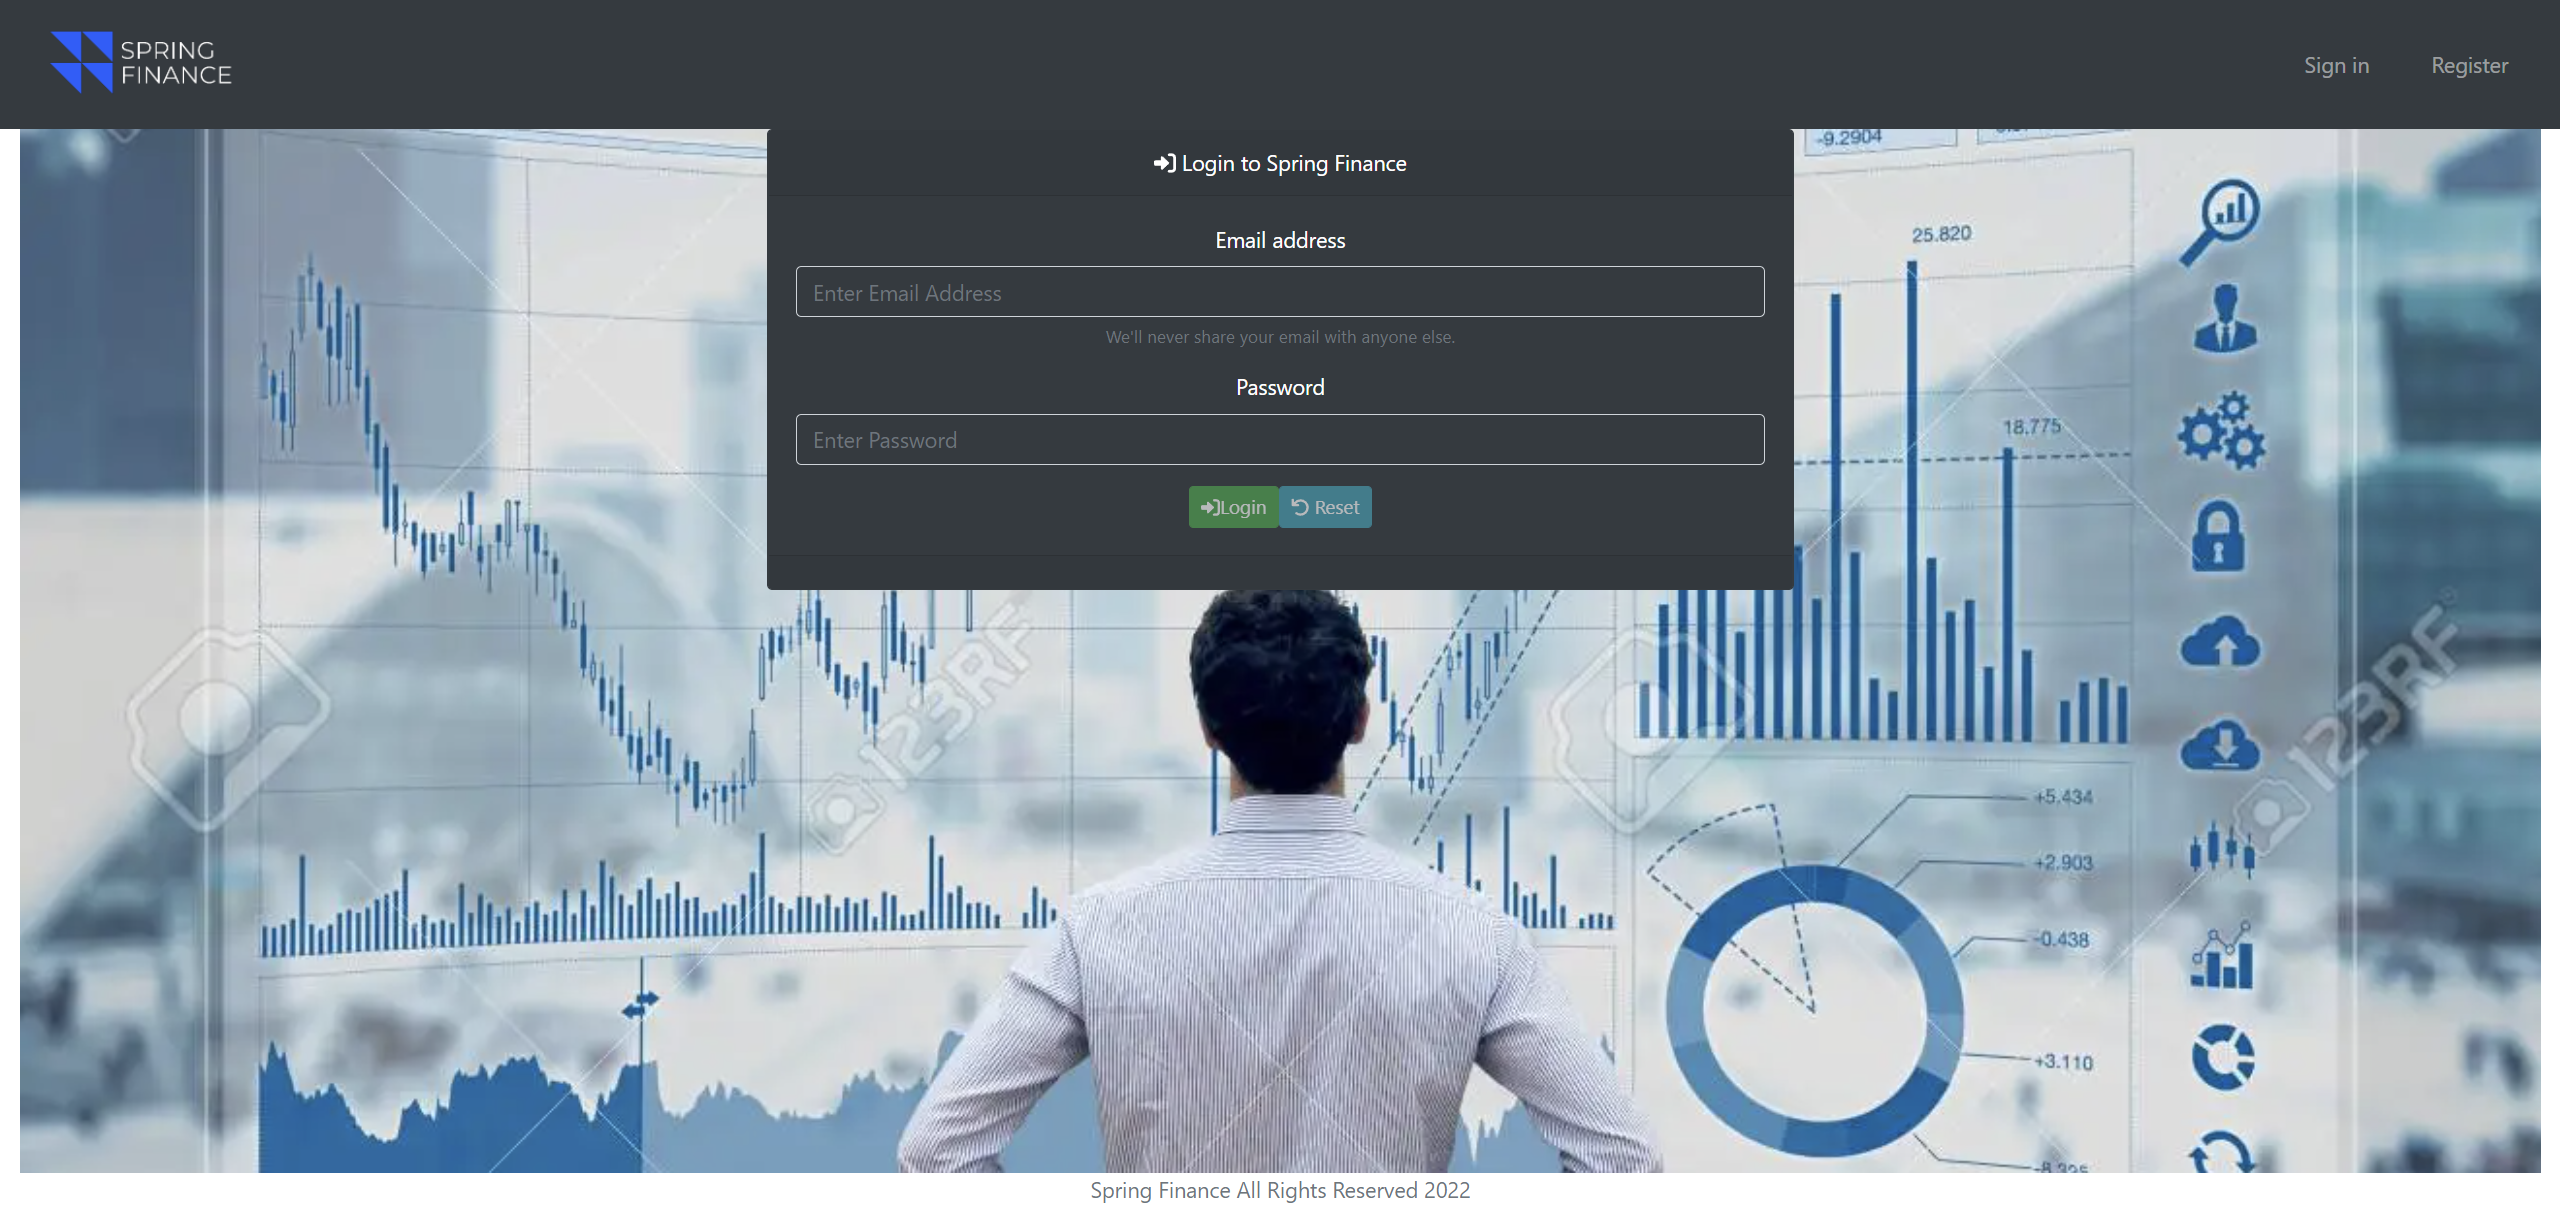 SPRING
FINANCE
Sign in
Register
-9.2904
Login to Spring Finance
25.820
Email address
Enter Email Address
We'll never share your email with anyone else.
18.775
Password
Enter Password
Login
Reset
123RF
123RF
+5.434
+2.903
-0.438
+3.110
Spring Finance All Rights Reserved 2022